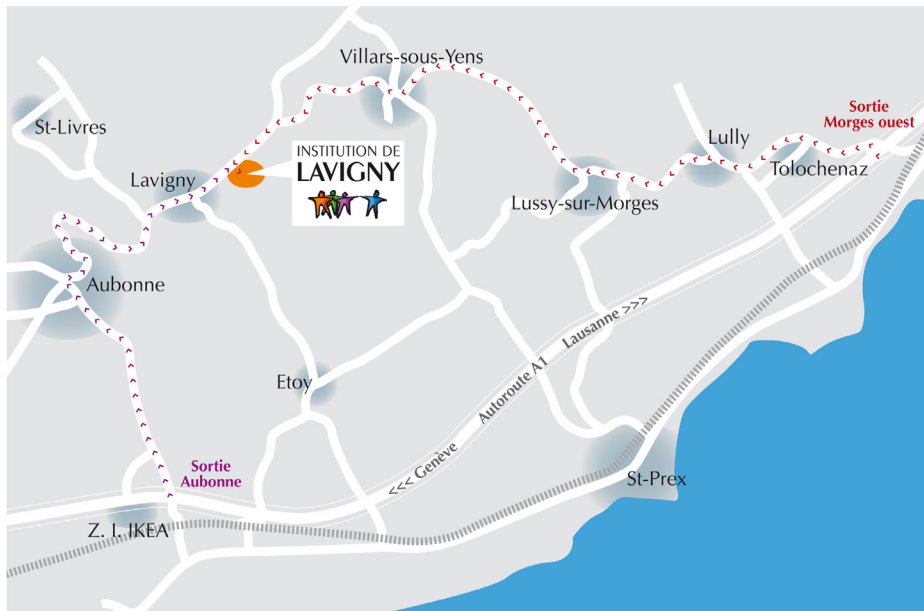 Villars-sous-Yens
Sortie
Morges ouest
St-Livres
Lully
INSTITUTION DE
LAVIGNY
Tolochenaz
Lavigny
Lussy-sur-Morges
Aubonne
Lausanne >>>
Autoroute A1
<<< Genève
Etoy
Sortie
Aubonne
St-Prex
Z. I. IKEA